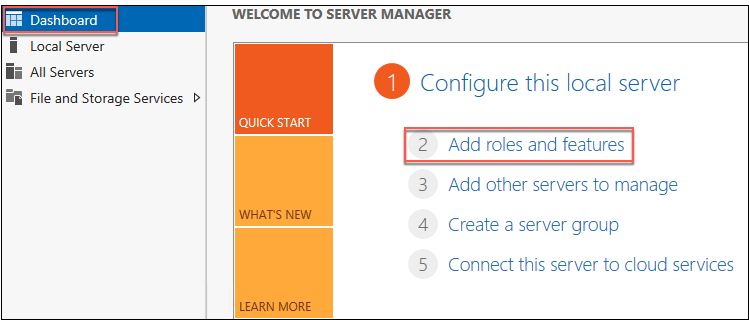 Dashboard
Local Server
All Servers
File and Storage Services
WELCOME TO SERVER MANAGER
QUICK START
WHAT'S NEW
LEARN MORE
1 Configure this local server
2 Add roles and features
3 Add other servers to manage
4 Create a server group
5 Connect this server to cloud services